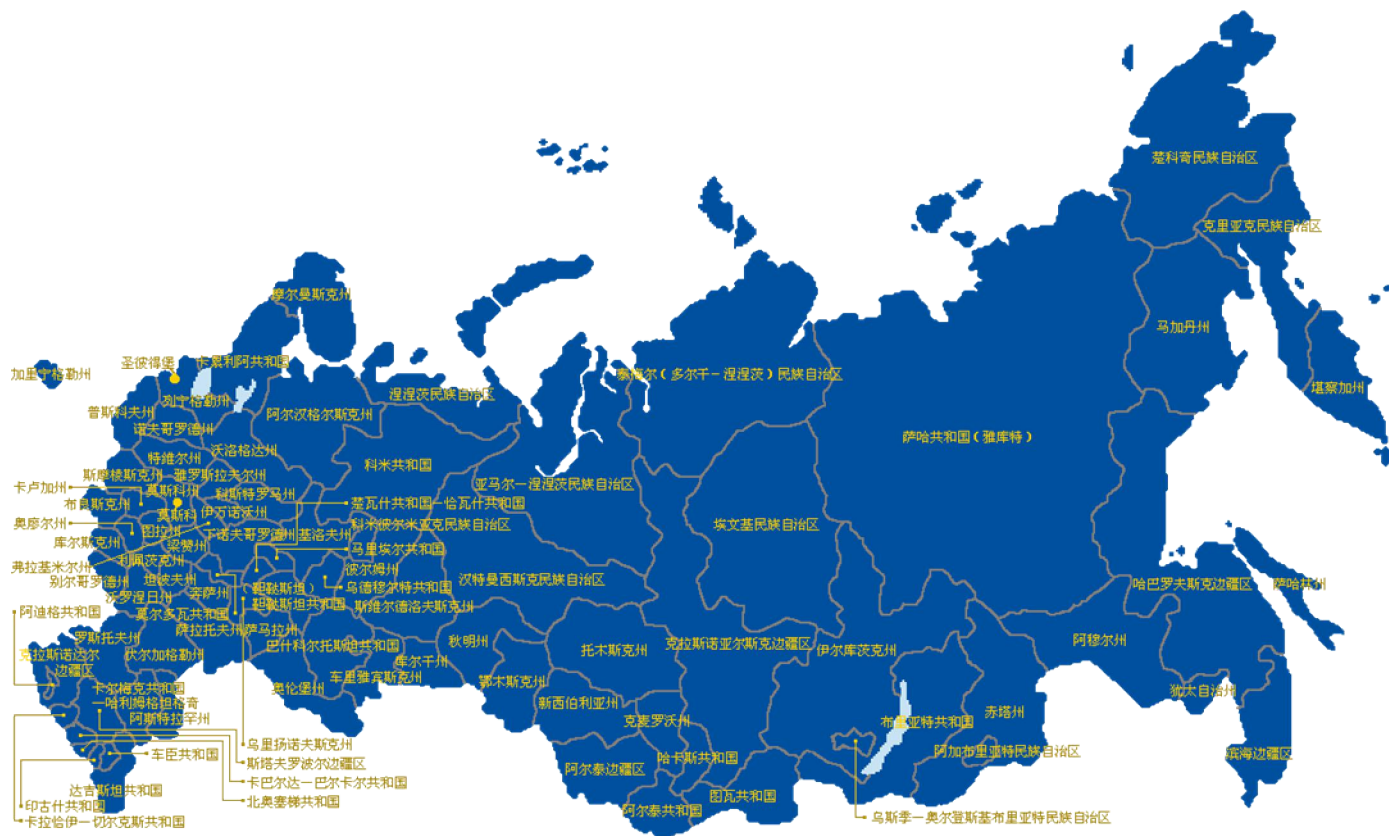 楚科奇民族自治区
克里亚克民族自治区
摩尔曼斯克州
马加丹州
圣彼得堡
卡累利阿共和国
加里宁格勒州
泰梅尔（多尔干－涅涅茨）民族自治区
堪察加州
涅涅茨民族自治区
列宁格勒州
普斯科夫州
阿尔汉格尔斯克州
诺夫哥罗德州
萨哈共和国（雅库特）
沃洛格达州
特维尔州
科米共和国
斯摩棱斯克州
雅罗斯拉夫尔州
亚马尔一涅涅茨民族自治区
卡卢加州
莫斯科州
科斯特罗马州
布良斯克州
楚瓦什共和国－恰瓦什共和国
莫斯科
伊万诺沃州
奥廖尔州
图拉州
下诺夫哥罗德州
基洛夫州
科米彼尔米亚克民族自治区
埃文基民族自治区
库尔斯克州
梁赞州
马里埃尔共和国
弗拉基米尔州
利佩茨克州
彼尔姆州
别尔哥罗德州
坦波夫州
奔萨州
（鞑鞑斯坦）
乌德穆尔特共和国
汉特曼西斯克民族自治区
哈巴罗夫斯克边疆区
萨哈林州
沃罗涅日州
鞑鞑斯坦共和国
斯维尔德洛夫斯克州
阿迪格共和国
莫尔多瓦共和国
萨拉托夫州
萨马拉州
罗斯托夫州
巴什科尔托斯坦共和国
秋明州
托木斯克州
克拉斯诺亚尔斯克边疆区
伊尔库茨克州
阿穆尔州
克拉斯诺达尔
边疆区
伏尔加格勒州
库尔干州
车里雅宾斯克州
鄂木斯克州
卡尔梅克共和国
一哈利姆格坦格奇
奥伦堡州
犹太自治州
新西伯利亚州
阿斯特拉罕州
克麦罗沃州
布里亚特共和国
赤塔州
乌里扬诺夫斯克州
车臣共和国
哈卡斯共和国
阿加布里亚特民族自治区
滨海边疆区
斯塔夫罗波尔边疆区
阿尔泰边疆区
卡巴尔达一巴尔卡尔共和国
达吉斯坦共和国
图瓦共和国
北奥塞梯共和国
印古什共和国
阿尔泰共和国
乌斯季一奥尔登斯基布里亚特民族自治区
卡拉恰伊一切尔克斯共和国